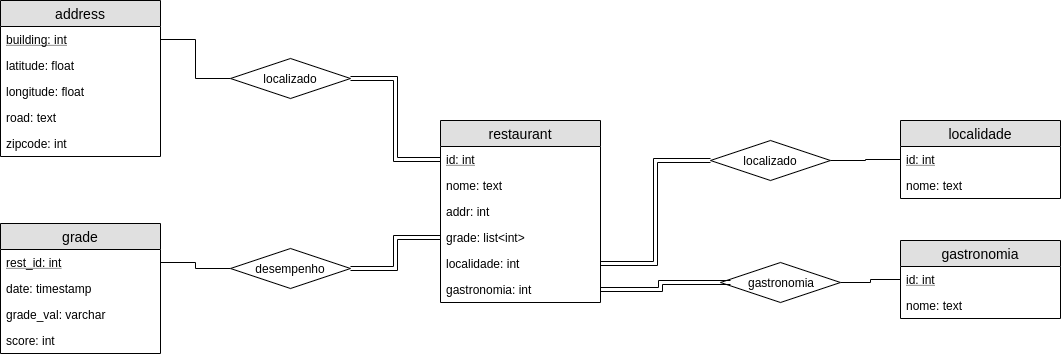 address
building: int
latitude: float
longitude: float
road: text
zipcode: int
localizado
grade
rest_id: int
date: timestamp
grade_val: varchar
score: int
desempenho
restaurant
id: int
nome: text
addr: int
grade: list<int>
localidade: int
gastronomia: int
localizado
gastronomia
localidade
id: int
nome: text
gastronomia
id: int
nome: text